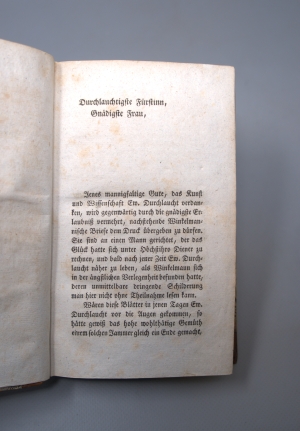 Durchlauchtigste Fürstinn,
Gnädigste Frau,
Jenes mannigfaltige Gute, das Kunst
und Wissenschaft Ew. Durchlaucht verdan-
ken, wird gegenwärtig durch die gnädigste Er-
laubniß vermehrt, nachstehende Winkelman-
nische Briefe dem Druck übergeben zu dürfen.
Sie sind an einen Mann gerichtet, der das
Glück hatte sich unter Höchstihro Diener zu
rechnen, und bald nach jener Zeit Ew. Durch-
laucht näher zu leben, als Winkelmann sich
in der ängstlichen Verlegenheit befunden hatte,
deren unmittelbare dringende Schilderung
man hier nicht ohne Theilnahme lesen kann.
Wären diese Blätter in jenen Tagen Ew.
Durchlaucht vor die Augen gekommen, so
hätte gewiß das hohe wohlthätige Gemüth
einem solchen Jammer gleich ein Ende gemacht,